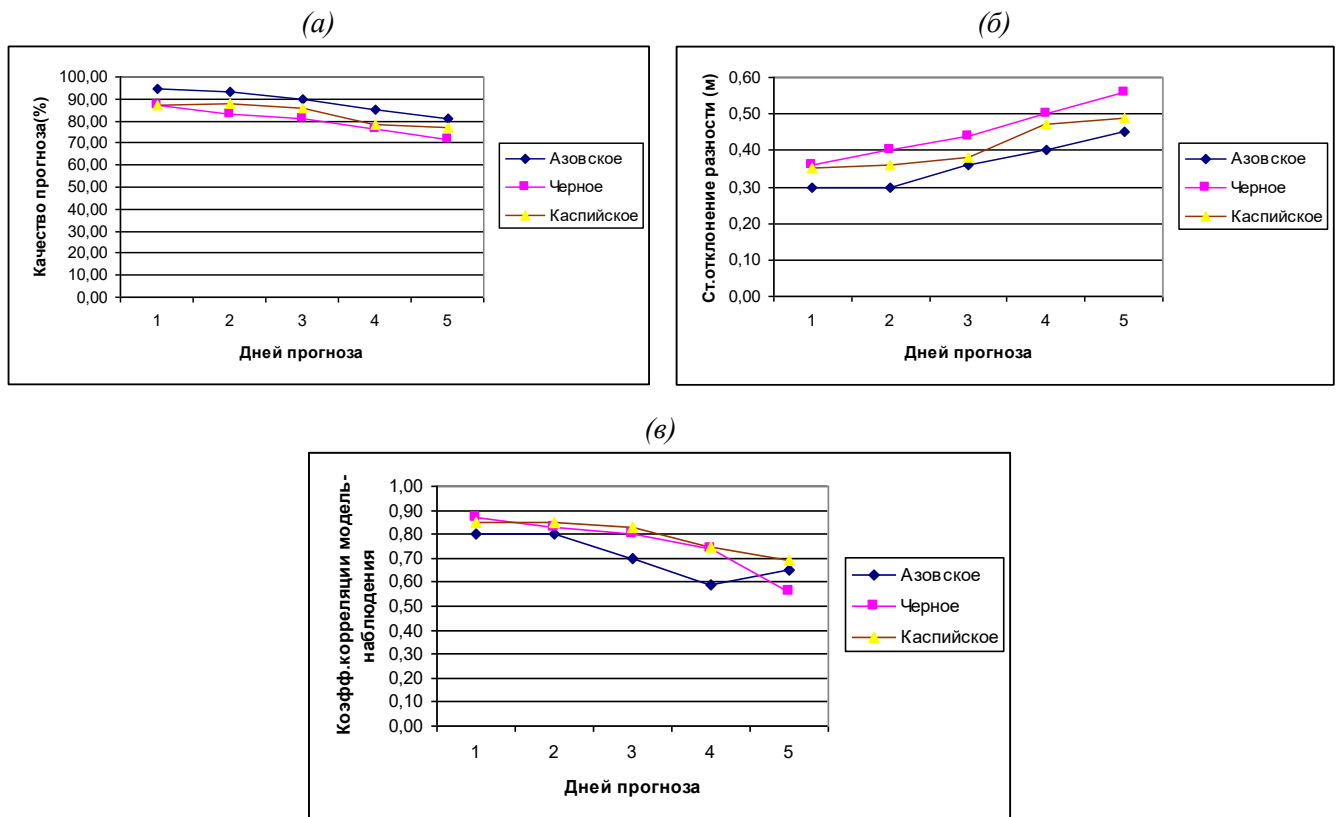 (а)
100,00
90,00
80,00
70,00
60,00
50,00
40,00
30,00
20,00
10,00
0,00
Качество прогноза(%)
1 2 3 4 5
Дней прогноза
Азовское
Черное
Каспийское
(б)
0,60
0,50
0,40
0,30
0,20
0,10
0,00
Ст.отклонение разности (м)
1 2 3 4 5
Дней прогноза
Азовское
Черное
Каспийское
(в)
1,00
0,90
0,80
0,70
0,60
0,50
0,40
0,30
0,20
0,10
0,00
Коэфф.корреляции модель-
наблюдения
1 2 3 4 5
Дней прогноза
Азовское
Черное
Каспийское